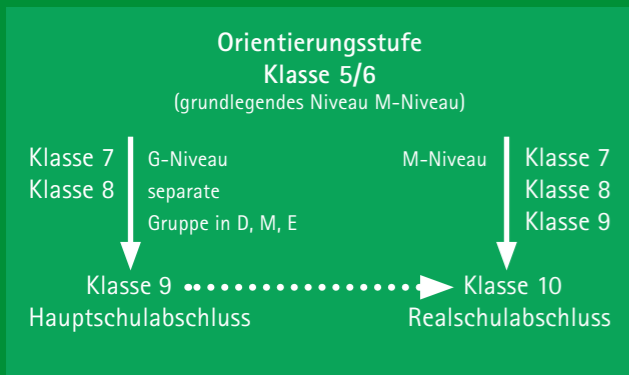 Orientierungsstufe
Klasse 5/6
(grundlegendes Niveau M-Niveau)
Klasse 7
Klasse 8
G-Niveau
separate
Gruppe in D, M, E
M-Niveau
Klasse 7
Klasse 8
Klasse 9
Klasse 9
Hauptschulabschluss
Klasse 10
Realschulabschluss